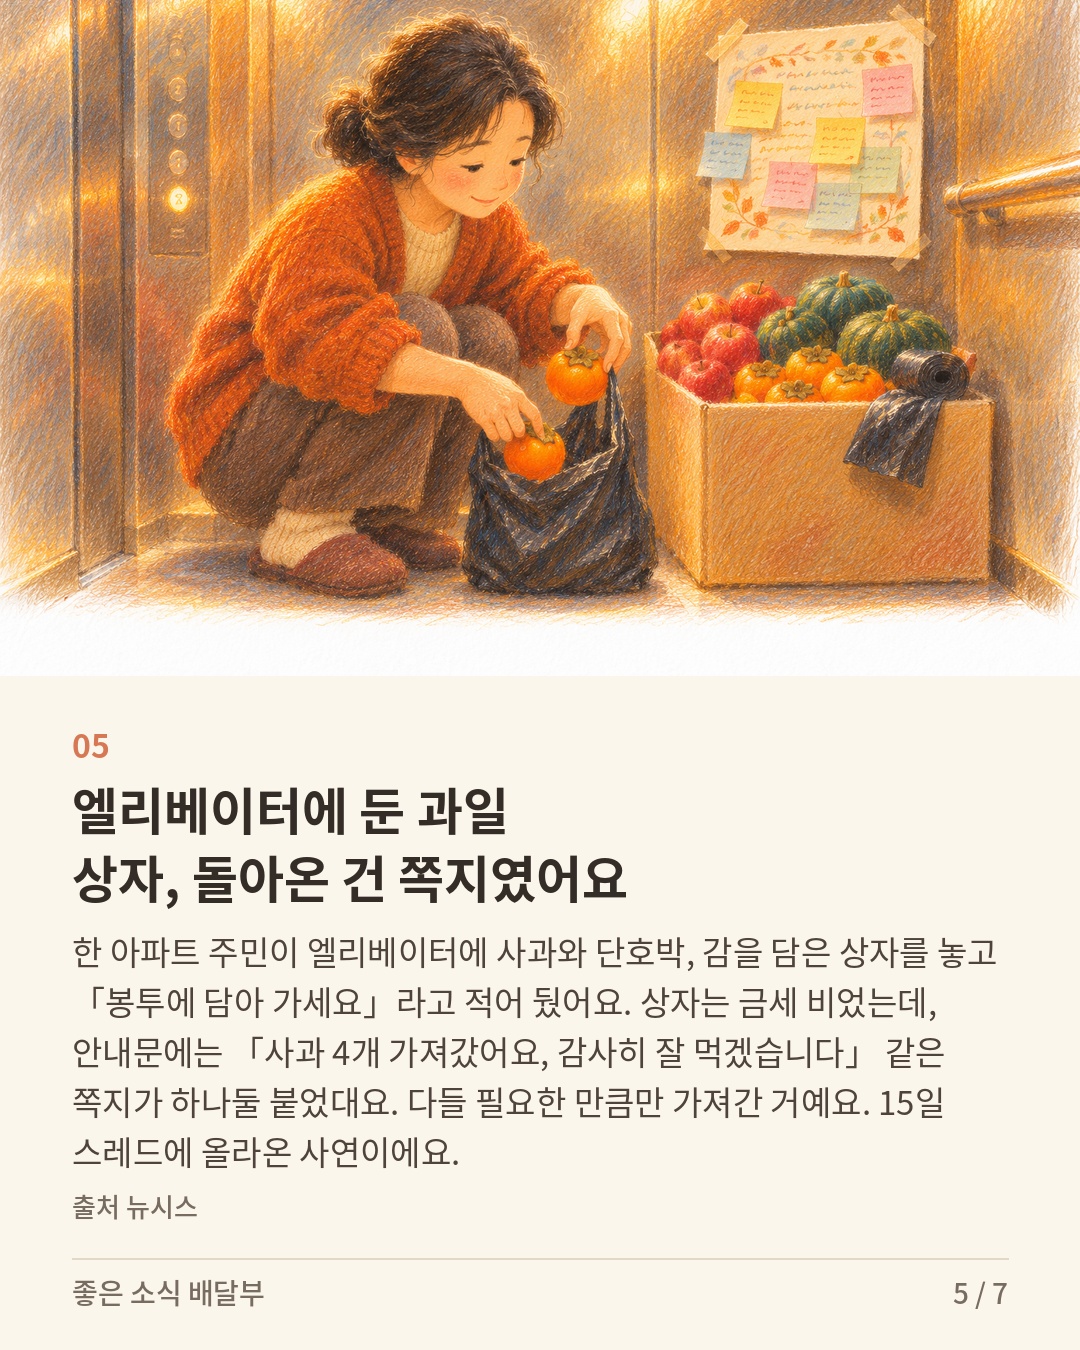 05
엘리베이터에 둔 과일
상자, 돌아온 건 쪽지였어요
한 아파트 주민이 엘리베이터에 사과와 단호박, 감을 담은 상자를 놓고
「봉투에 담아 가세요」라고 적어 뒀어요. 상자는 금세 비었는데,
안내문에는 「사과 4개 가져갔어요, 감사히 잘 먹겠습니다」 같은
쪽지가 하나둘 붙었대요. 다들 필요한 만큼만 가져간 거예요. 15일
스레드에 올라온 사연이에요.
출처 뉴시스
좋은 소식 배달부
5 / 7